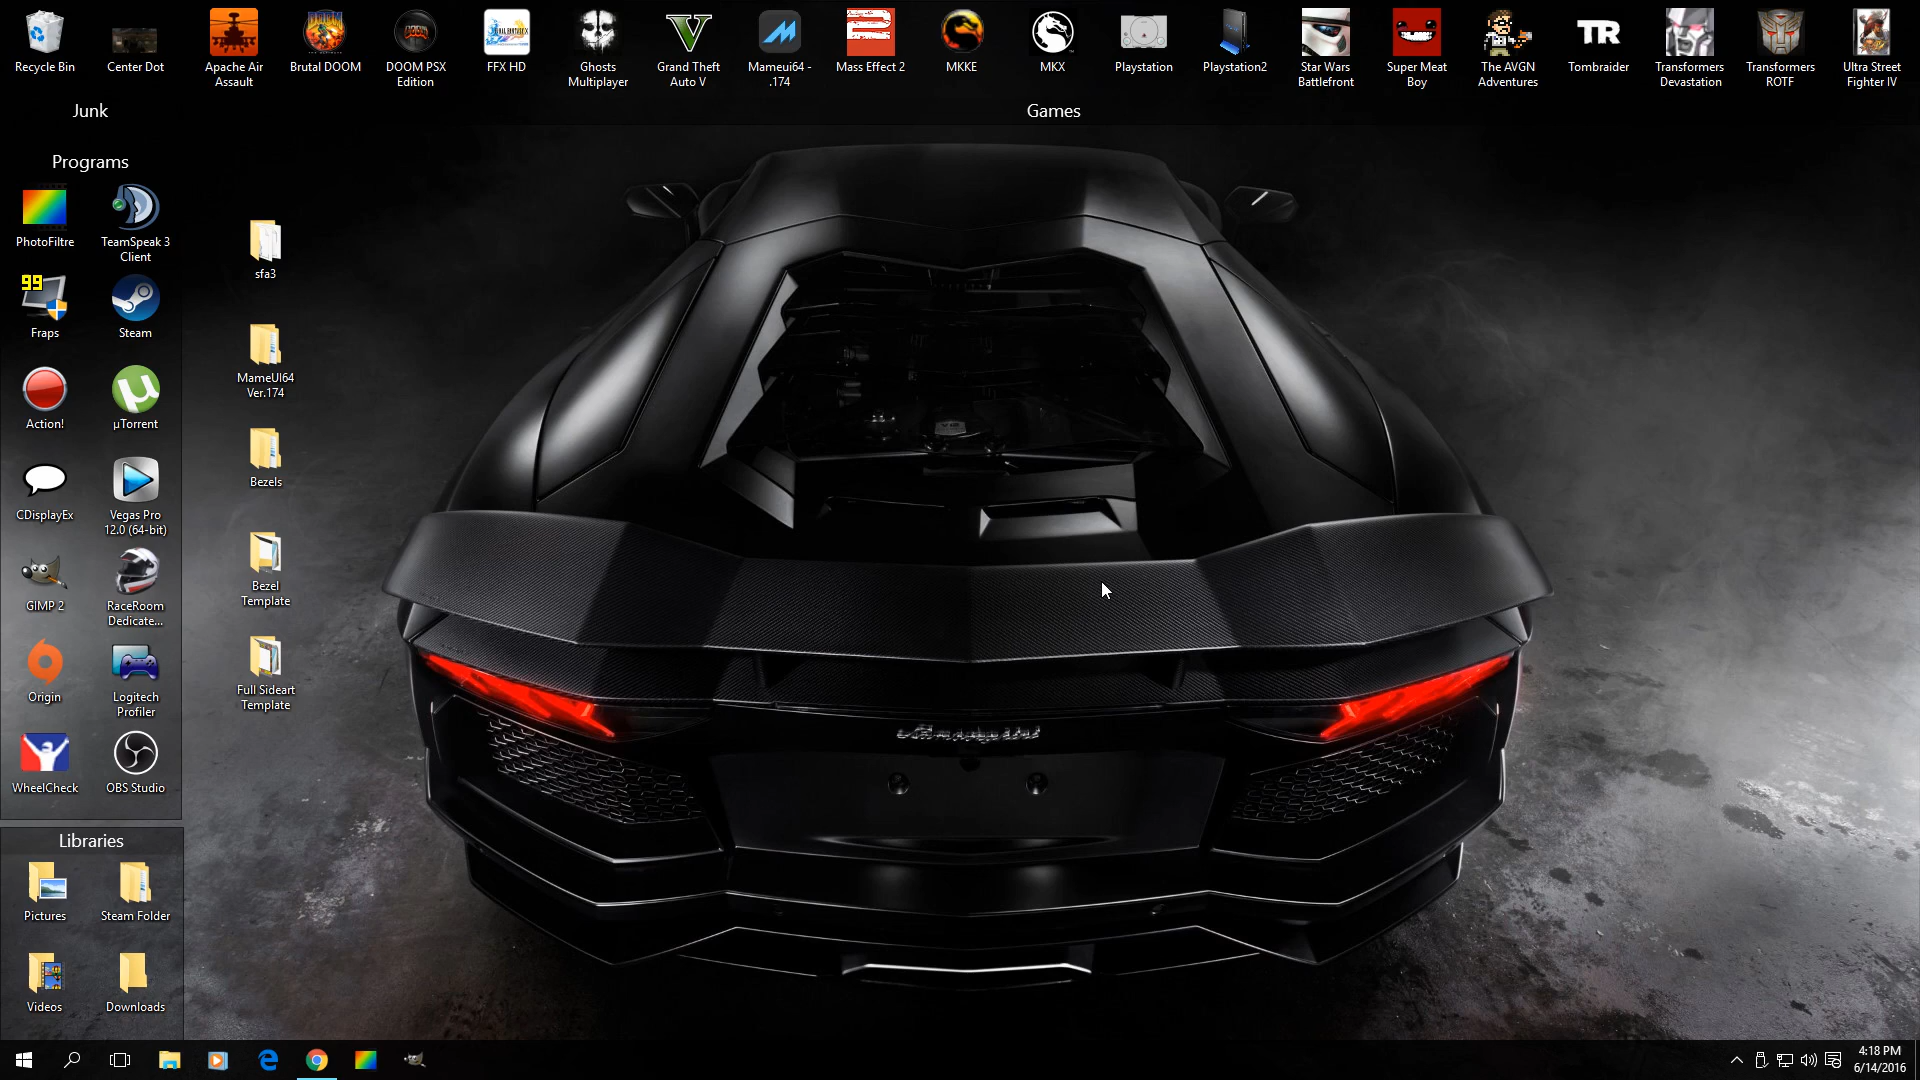 Recycle Bin
Center Dot
Apache Air
Assault
Brutal DOOM
DOOM PSX
Edition
FFX HD
Ghosts
Multiplayer
Grand Theft
Auto V
Mameui64 -
.174
Mass Effect 2
MKKE
MKX
Playstation
Playstation2
Star Wars
Battlefront
Super Meat
Boy
The AVGN
Adventures
TR
Tombraider
Transformers
Devastation
Transformers
ROTF
Ultra Street
Fighter IV
Junk
Games
Programs
PhotoFiltre
TeamSpeak 3
Client
99
Fraps
Steam
Action!
µTorrent
CDisplayEx
Vegas Pro
12.0 (64-bit)
GIMP 2
RaceRoom
Dedicate...
Origin
Logitech
Profiler
WheelCheck
OBS Studio
sfa3
MameUI64
Ver.174
Bezels
Bezel
Template
Full Sideart
Template
Libraries
Pictures
Steam Folder
Videos
Downloads
4:18 PM
6/14/2016